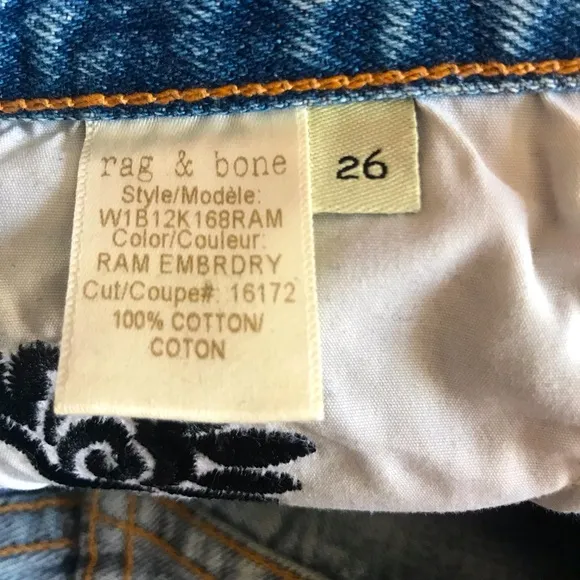 rag & bone
Style/Modèle:
W1B12K168RAM
Color/Couleur:
RAM EMBRDRY
Cut/Coupe#: 16172
100% COTTON/
COTON
26